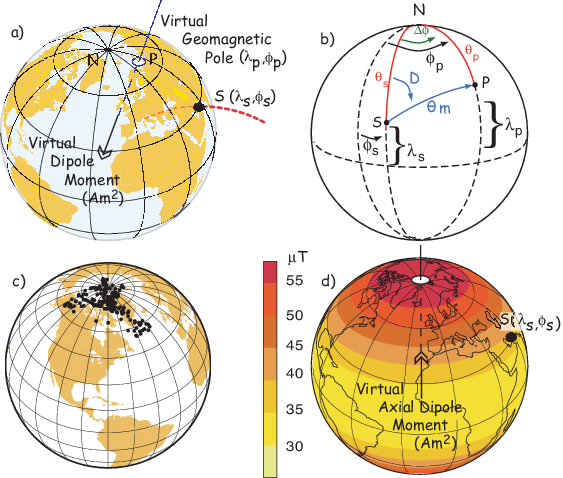 a)
Virtual
Geomagnetic
Pole (λp,ϕp)
N
P
S (λs,ϕs)
Virtual
Dipole
Moment
(Am²)
b)
N
Δϕ
ϕp
θp
θs
D
P
θm
S
λp
ϕs
λs
c)
μT
55
50
45
40
35
30
d)
S(λs,ϕs)
Virtual
Axial Dipole
Moment
(Am²)